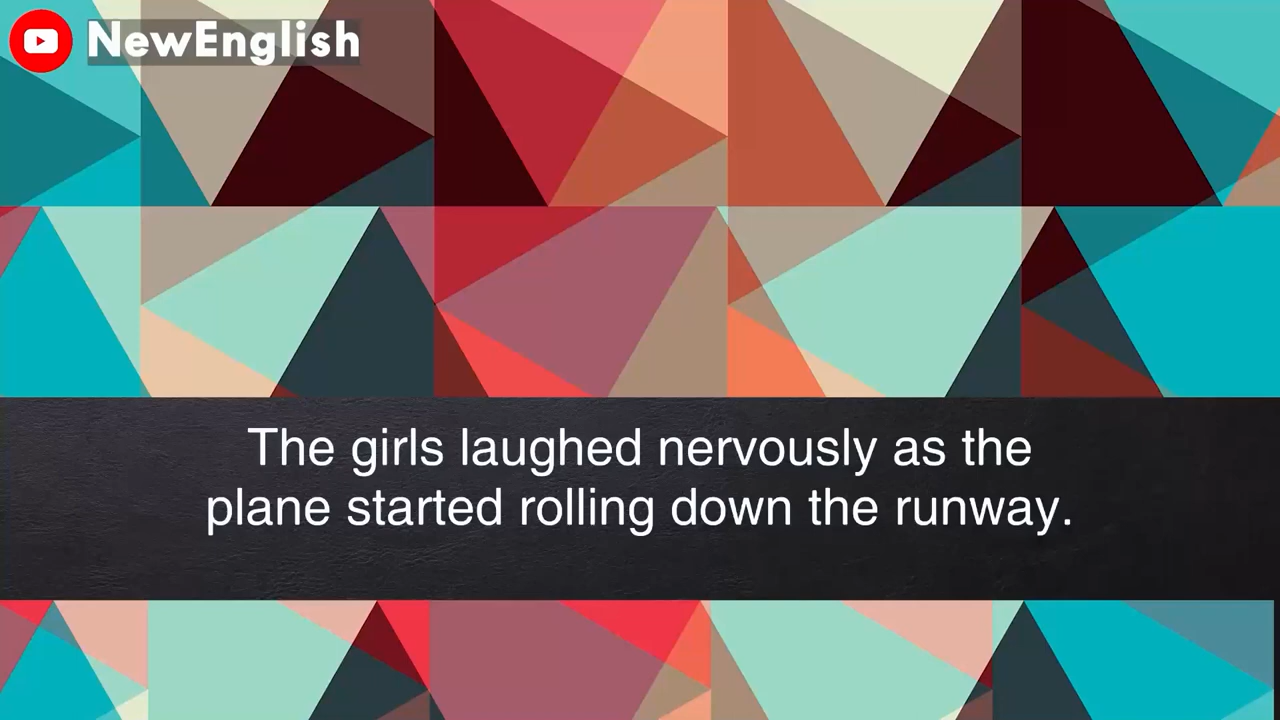 NewEnglish
The girls laughed nervously as the
plane started rolling down the runway.